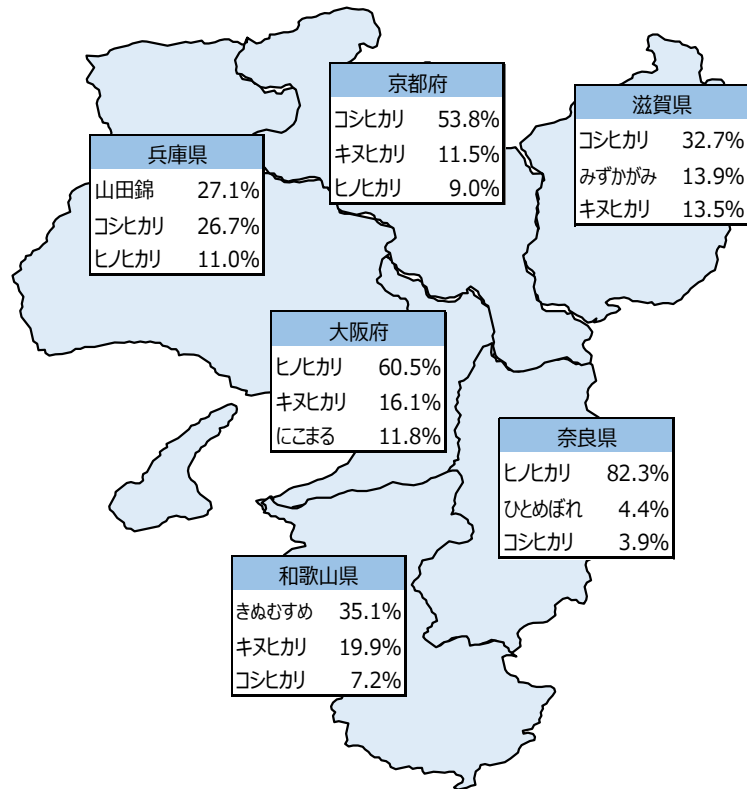 京都府
コシヒカリ 53.8%
キヌヒカリ 11.5%
ヒノヒカリ 9.0%
滋賀県
コシヒカリ 32.7%
みずかがみ 13.9%
キヌヒカリ 13.5%
兵庫県
山田錦 27.1%
コシヒカリ 26.7%
ヒノヒカリ 11.0%
大阪府
ヒノヒカリ 60.5%
キヌヒカリ 16.1%
にこまる 11.8%
奈良県
ヒノヒカリ 82.3%
ひとめぼれ 4.4%
コシヒカリ 3.9%
和歌山県
きぬむすめ 35.1%
キヌヒカリ 19.9%
コシヒカリ 7.2%